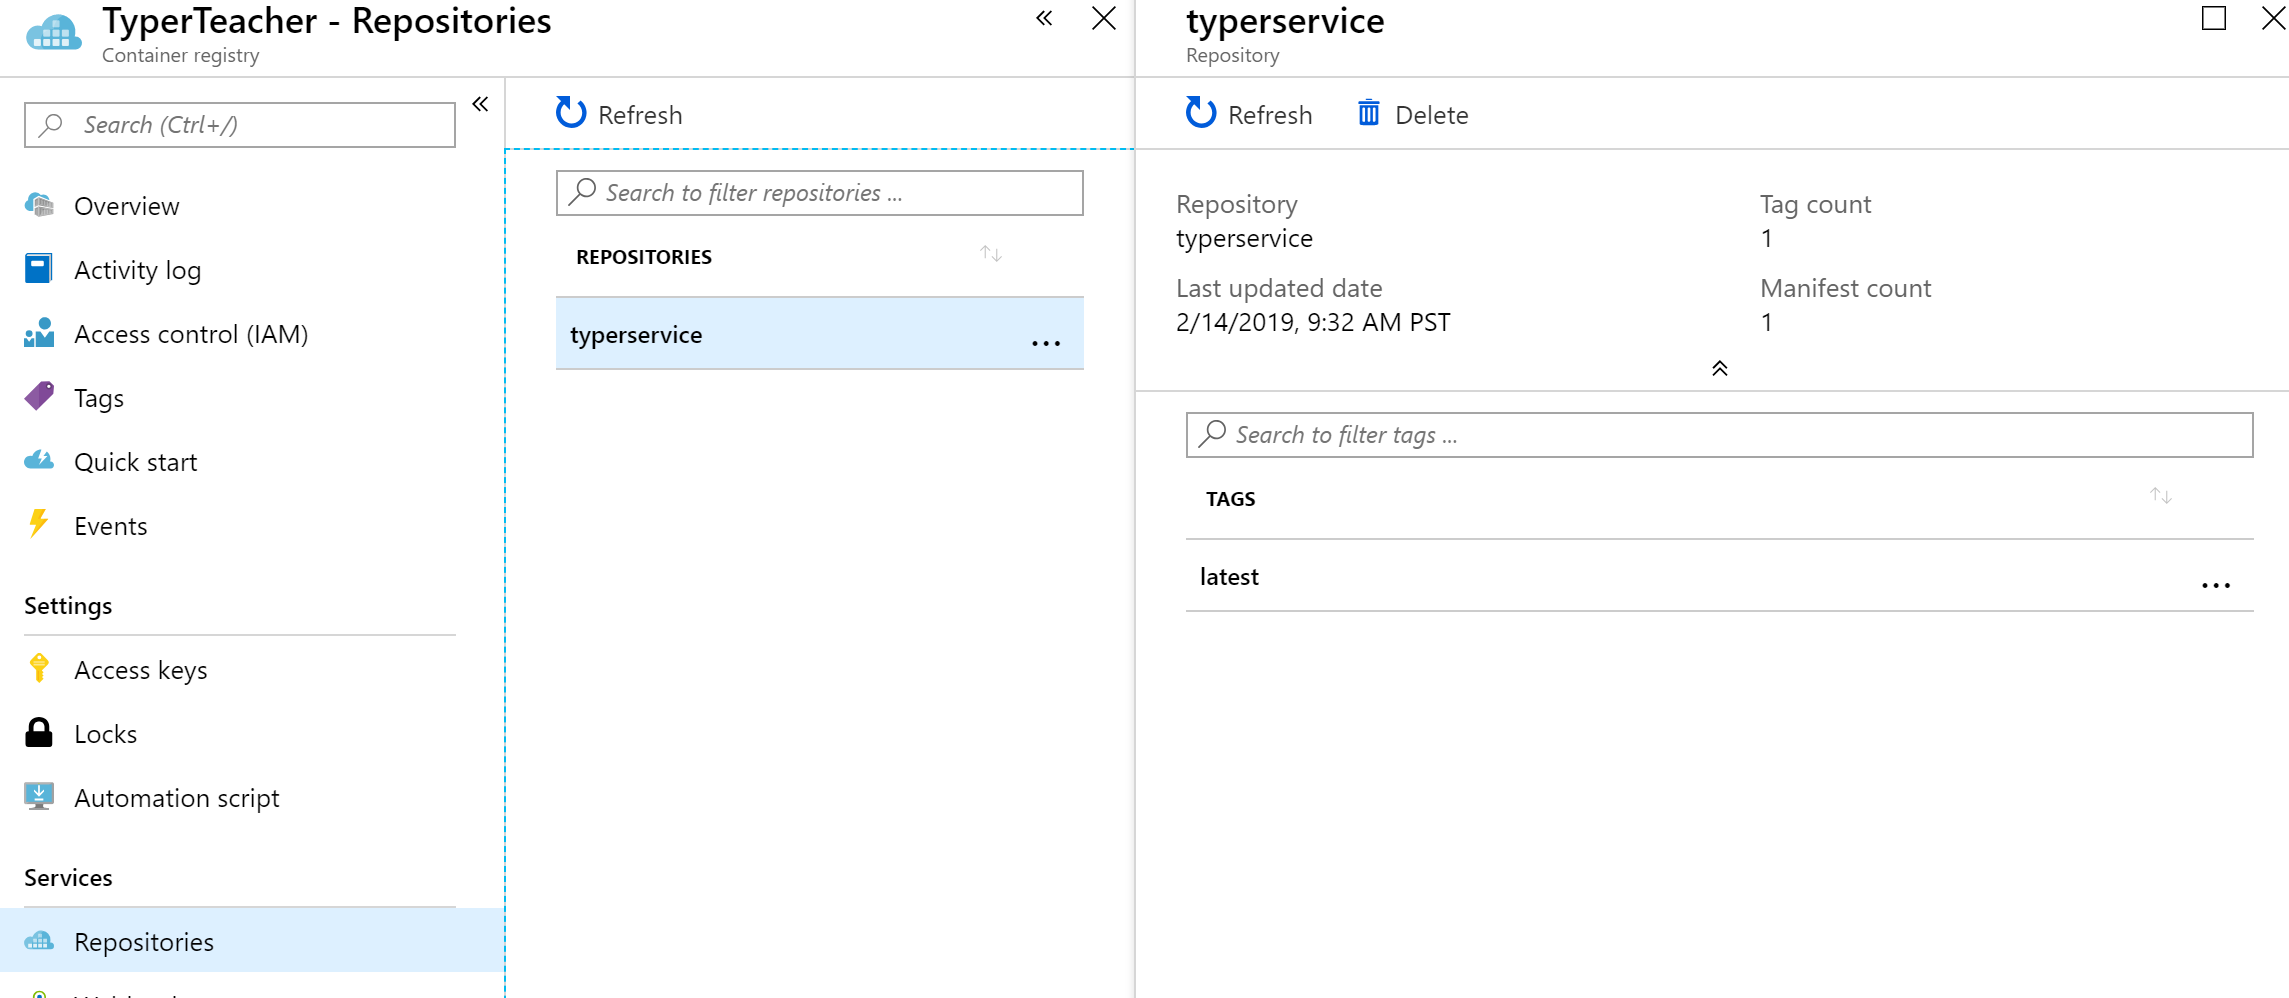 TyperTeacher - Repositories
Container registry
Search (Ctrl+/)
Overview
Activity log
Access control (IAM)
Tags
Quick start
Events
Settings
Access keys
Locks
Automation script
Services
Repositories
Refresh
Search to filter repositories ...
REPOSITORIES
typerservice
typerservice
Repository
Refresh
Delete
Repository
typerservice
Tag count
1
Last updated date
2/14/2019, 9:32 AM PST
Manifest count
1
Search to filter tags ...
TAGS
latest